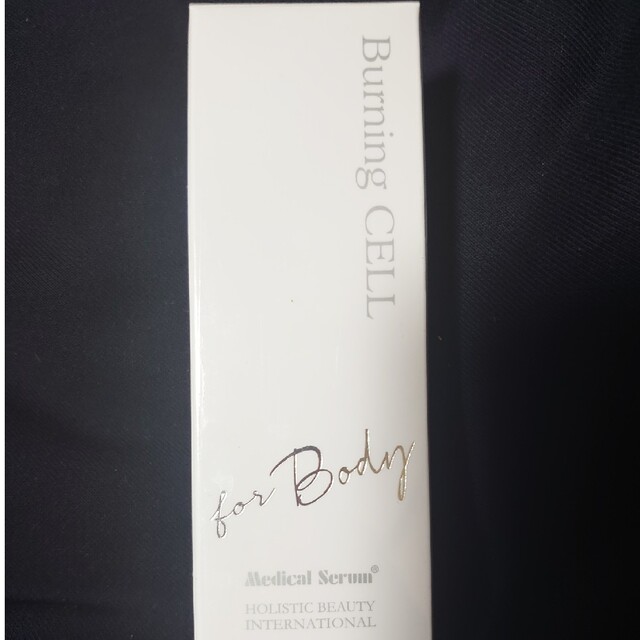 Burning CELL
for Body
Medical Serum®
HOLISTIC BEAUTY
INTERNATIONAL